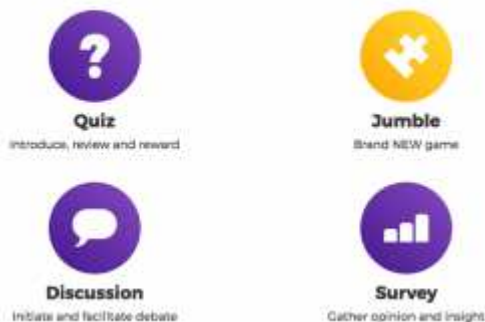 Quiz
Introduce, review and reward
Jumble
Brand NEW game
Discussion
Initiate and facilitate debate
Survey
Gather opinion and insight